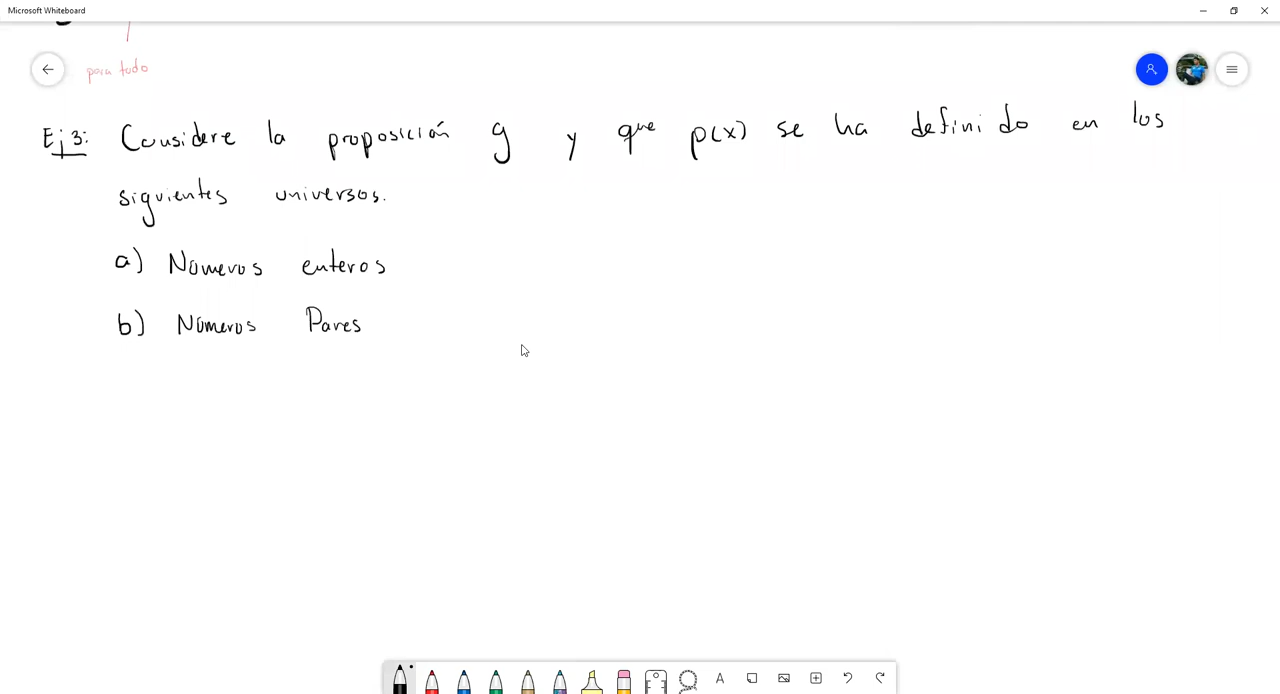 Microsoft Whiteboard
para todo
Ej 3: Considere la proposición g y que p(x) se ha definido en los
siguientes universos.
a) Números enteros
b) Números Pares